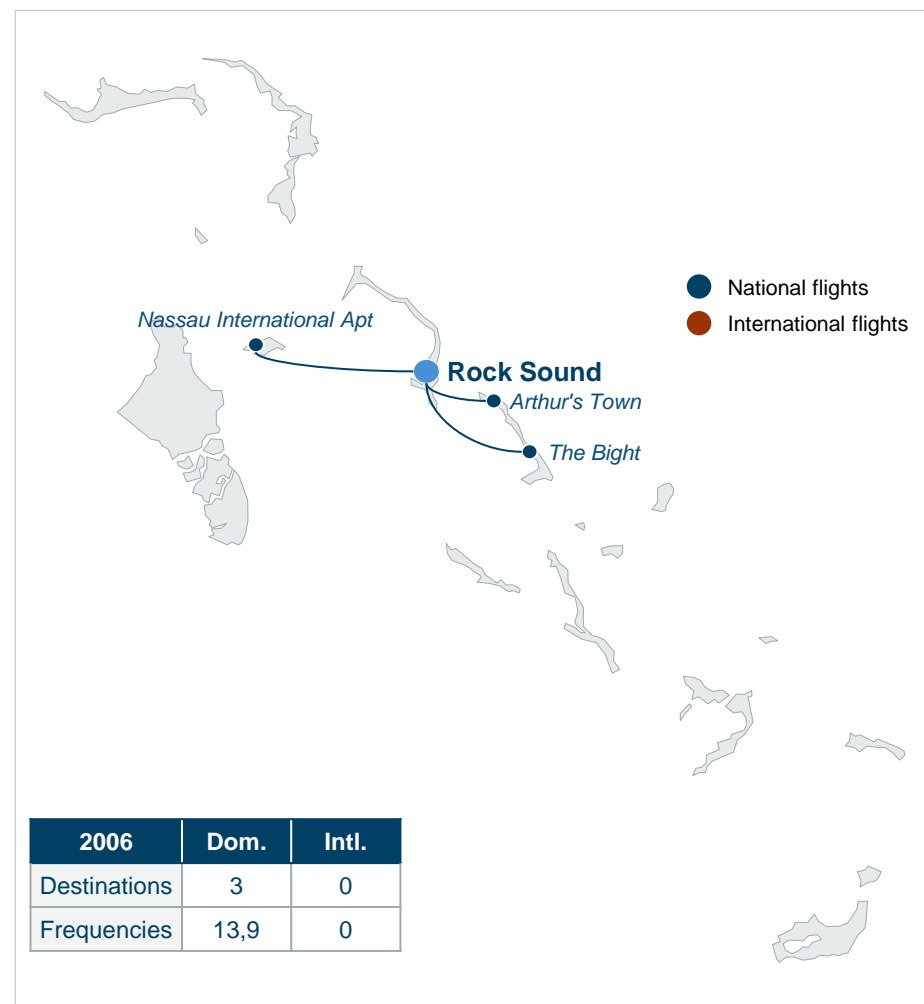 National flights
Nassau International Apt
International flights
Rock Sound
Arthur's Town
The Bight
2006 Dom. Intl.
Destinations 3 0
Frequencies 13,9 0